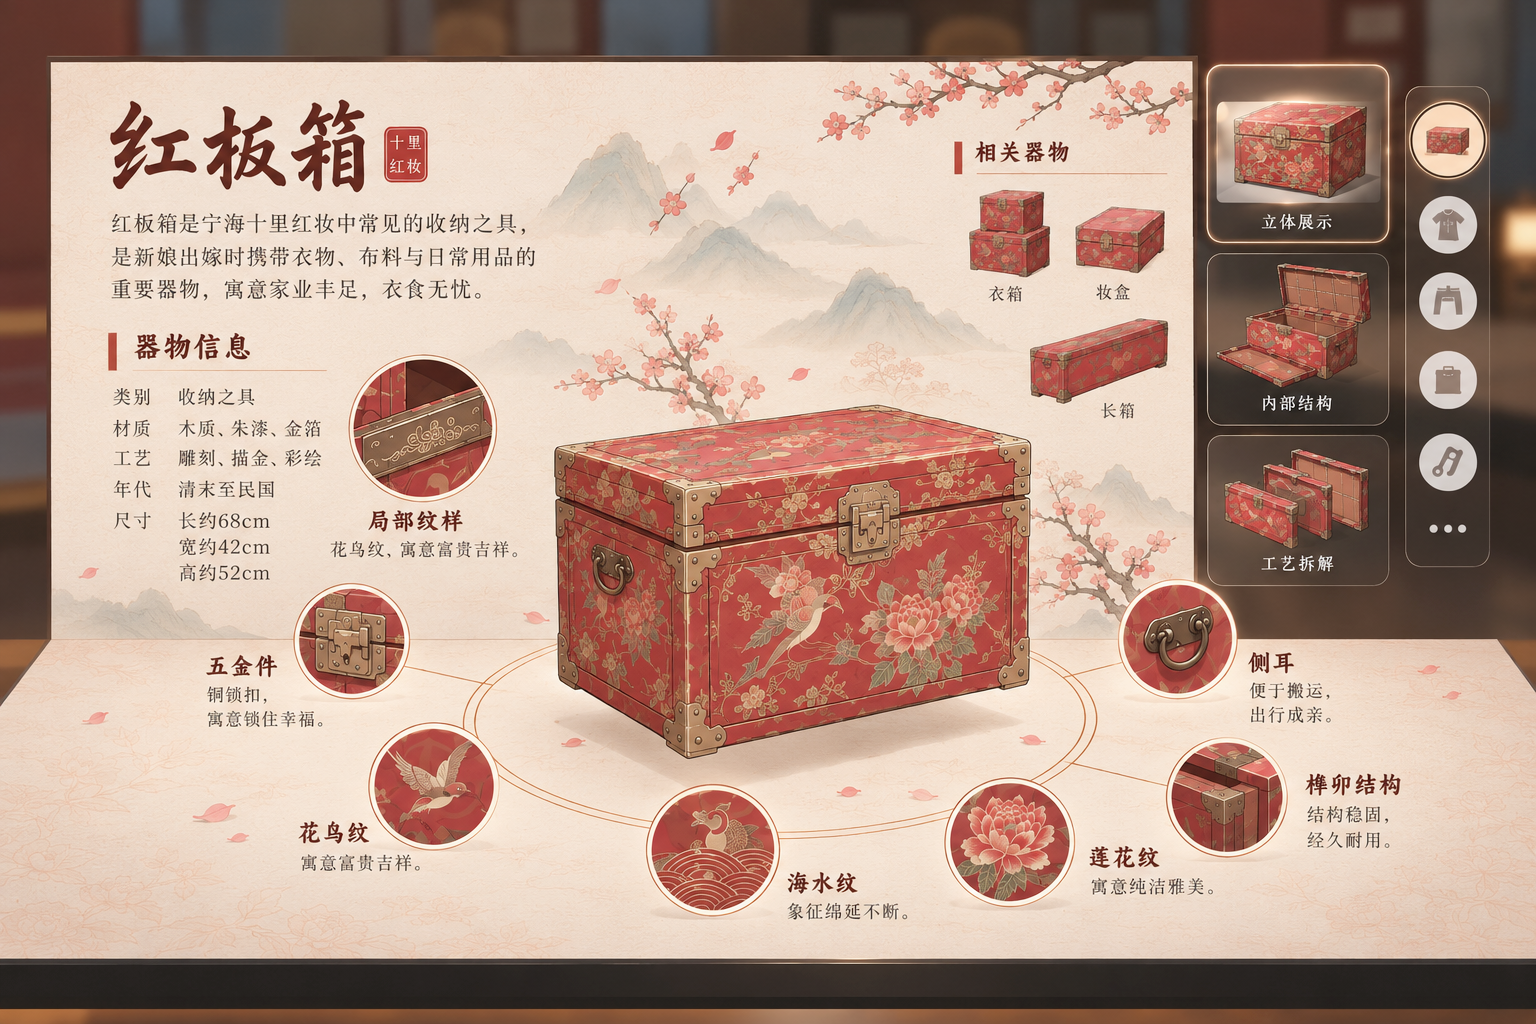 红板箱
十里
红妆
红板箱是宁海十里红妆中常见的收纳之具，
是新娘出嫁时携带衣物、布料与日常用品的
重要器物，寓意家业丰足，衣食无忧。
器物信息
类别 收纳之具
材质 木质、朱漆、金箔
工艺 雕刻、描金、彩绘
年代 清末至民国
尺寸 长约68cm
宽约42cm
高约52cm
局部纹样
花鸟纹、寓意富贵吉祥。
相关器物
衣箱
妆盒
长箱
立体展示
内部结构
工艺拆解
五金件
铜锁扣，
寓意锁住幸福。
花鸟纹
寓意富贵吉祥。
海水纹
象征绵延不断。
莲花纹
寓意纯洁雅美。
侧耳
便于搬运，
出行成亲。
榫卯结构
结构稳固，
经久耐用。